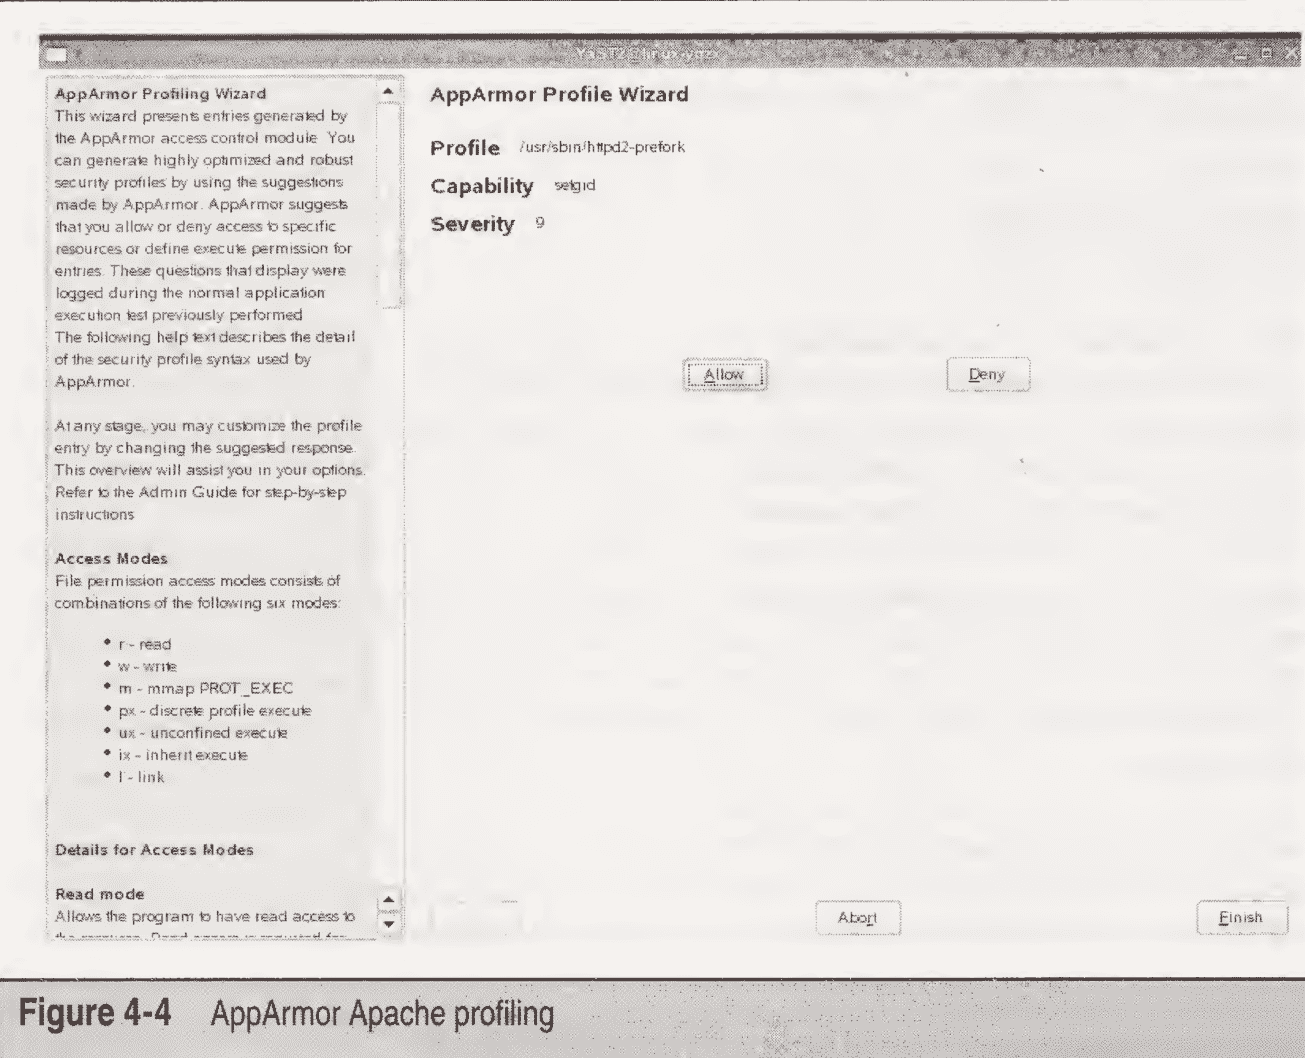 YaST2@linux-yqzx
AppArmor Profiling Wizard
This wizard presents entries generated by
the AppArmor access control module You
can generate highly optimized and robust
security profiles by using the suggestions
made by AppArmor. AppArmor suggests
that you allow or deny access to specific
resources or define execute permission for
entries. These questions that display were
logged during the normal application
execution test previously performed
The following help text describes the detail
of the security profile syntax used by
AppArmor.
At any stage, you may customize the profile
entry by changing the suggested response.
This overview will assist you in your options.
Refer to the Admin Guide for step-by-step
instructions
Access Modes
File permission access modes consists of
combinations of the following six modes:
• r - read
• w - write
• m - mmap PROT_EXEC
• px - discrete profile execute
• ux - unconfined execute
• ix - inherit execute
• l - link
Details for Access Modes
Read mode
Allows the program to have read access to
AppArmor Profile Wizard
Profile /usr/sbin/httpd2-prefork
Capability setgid
Severity 9
Allow Deny
Abort Finish
Figure 4-4 AppArmor Apache profiling